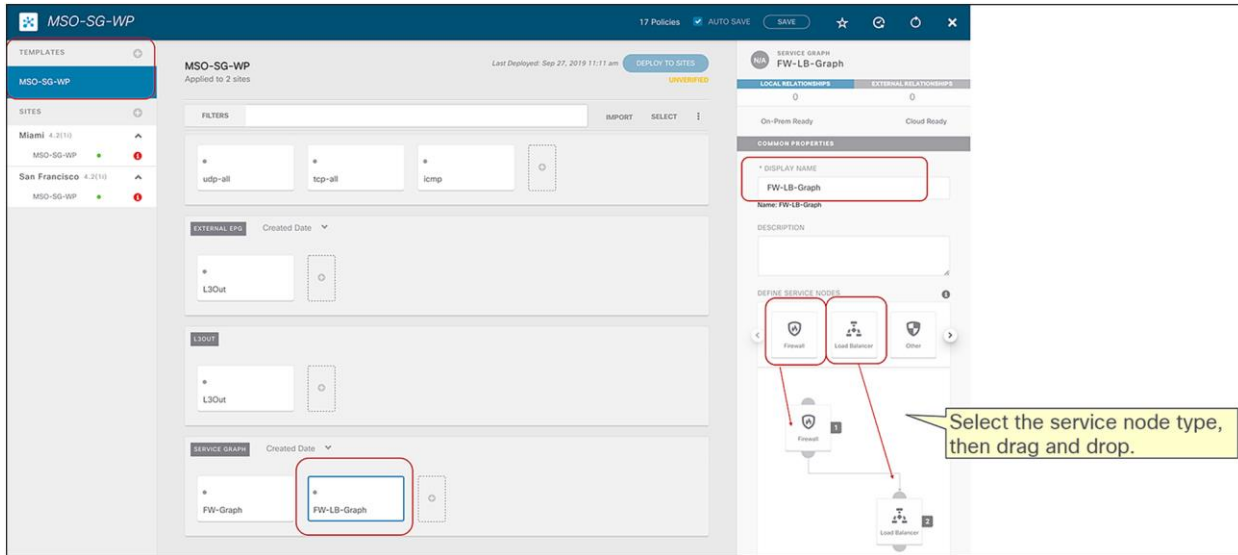 MSO-SG-WP
17 Policies
AUTO SAVE
SAVE
TEMPLATES
MSO-SG-WP
SITES
Miami 4.2(1i)
MSO-SG-WP
San Francisco 4.2(1i)
MSO-SG-WP
MSO-SG-WP
Applied to 2 sites
Last Deployed: Sep 27, 2019 11:11 am
DEPLOY TO SITES
UNVERIFIED
FILTERS
IMPORT
SELECT
udp-all
tcp-all
icmp
EXTERNAL EPG
Created Date
L3Out
L3OUT
L3Out
SERVICE GRAPH
Created Date
FW-Graph
FW-LB-Graph
N/A
SERVICE GRAPH
FW-LB-Graph
LOCAL RELATIONSHIPS
EXTERNAL RELATIONSHIPS
0
0
On-Prem Ready
Cloud Ready
COMMON PROPERTIES
* DISPLAY NAME
FW-LB-Graph
Name: FW-LB-Graph
DESCRIPTION
DEFINE SERVICE NODES
Firewall
Load Balancer
Other
Firewall
1
Load Balancer
2
Select the service node type,
then drag and drop.